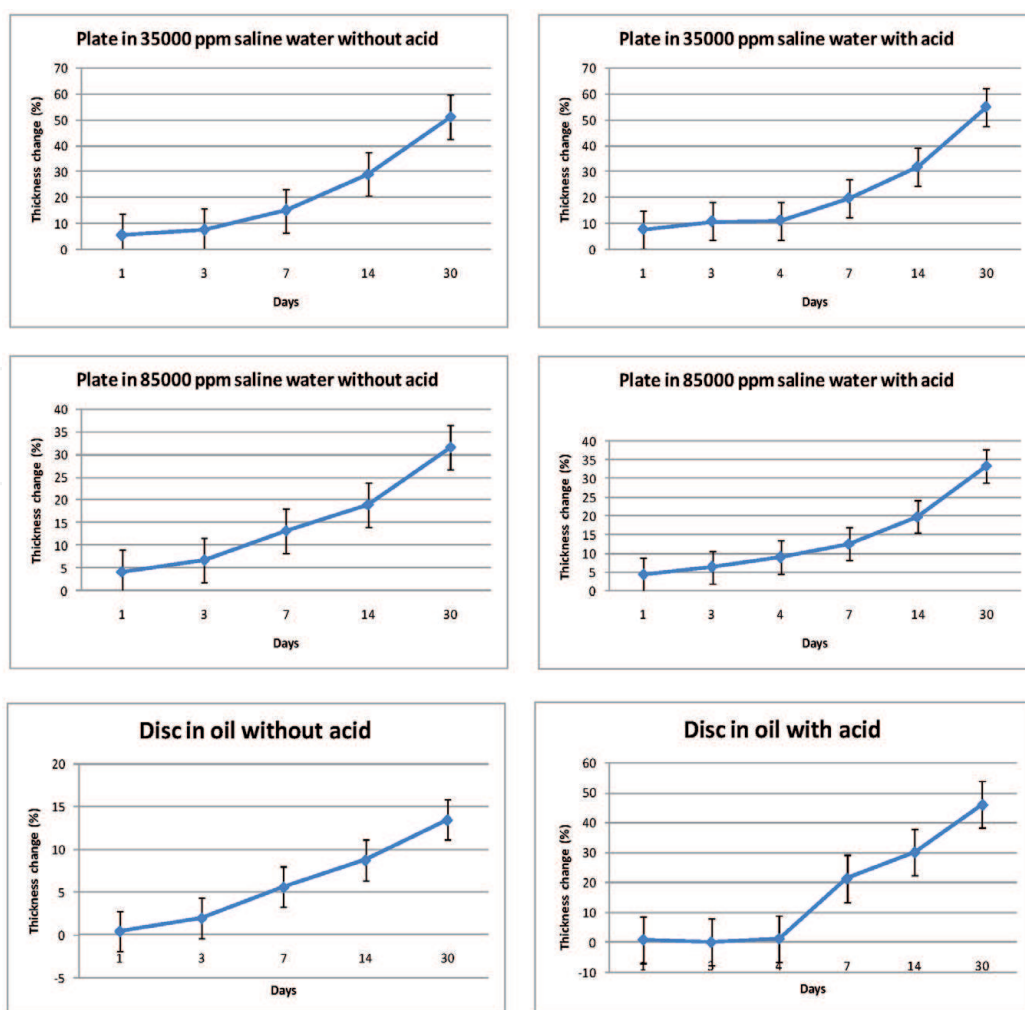 Plate in 35000 ppm saline water without acid
Thickness change (%)
70
60
50
40
30
20
10
0
1 3 7 14 30
Days
Plate in 35000 ppm saline water with acid
Thickness change (%)
70
60
50
40
30
20
10
0
1 3 4 7 14 30
Days
Plate in 85000 ppm saline water without acid
Thickness change (%)
40
35
30
25
20
15
10
5
0
1 3 7 14 30
Days
Plate in 85000 ppm saline water with acid
Thickness change (%)
40
35
30
25
20
15
10
5
0
1 3 4 7 14 30
Days
Disc in oil without acid
Thickness change (%)
20
15
10
5
0
-5
1 3 7 14 30
Days
Disc in oil with acid
Thickness change (%)
60
50
40
30
20
10
0
-10
1 3 4 7 14 30
Days